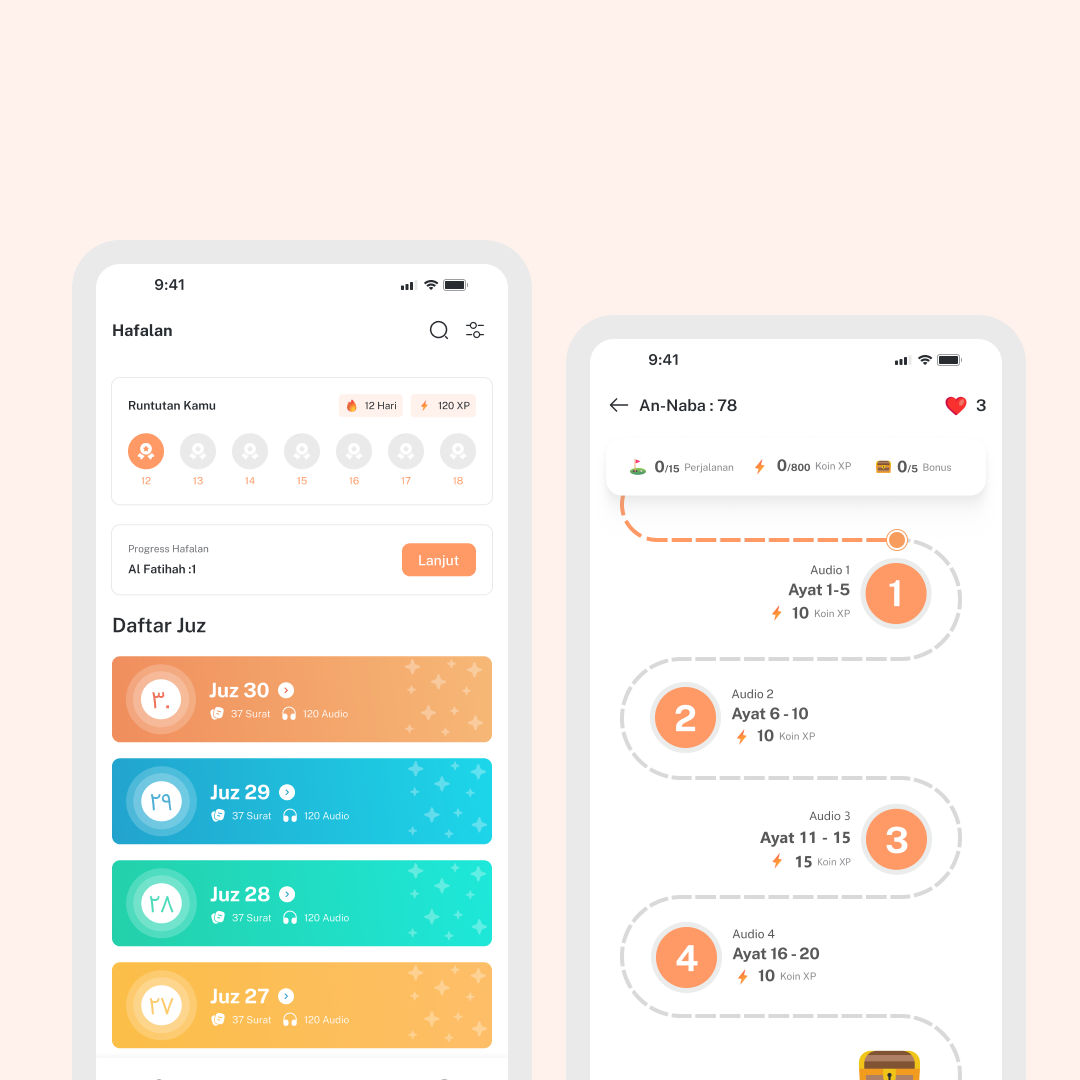 9:41
Hafalan
Runtutan Kamu
12 Hari
120 XP
12 13 14 15 16 17 18
Progress Hafalan
Al Fatihah :1
Lanjut
Daftar Juz
٣٠
Juz 30
37 Surat 120 Audio
٢٩
Juz 29
37 Surat 120 Audio
٢٨
Juz 28
37 Surat 120 Audio
٢٧
Juz 27
37 Surat 120 Audio
9:41
An-Naba : 78
3
0/15 Perjalanan
0/800 Koin XP
0/5 Bonus
Audio 1
Ayat 1-5
10 Koin XP
1
2
Audio 2
Ayat 6 - 10
10 Koin XP
Audio 3
Ayat 11 - 15
15 Koin XP
3
4
Audio 4
Ayat 16 - 20
10 Koin XP